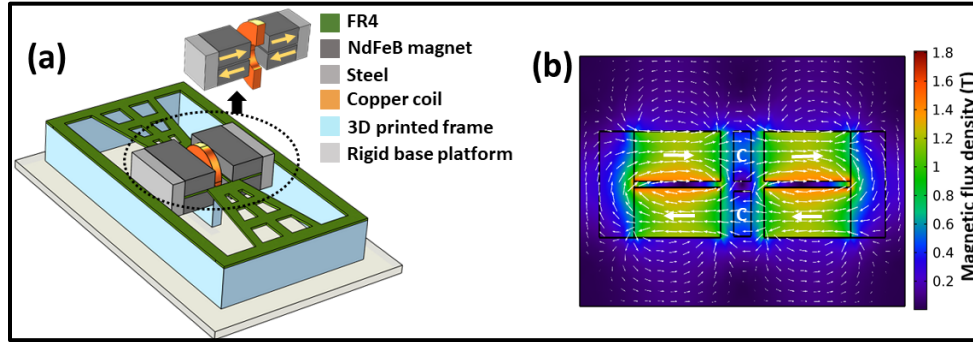 (a)
FR4
NdFeB magnet
Steel
Copper coil
3D printed frame
Rigid base platform
(b)
C
C
1.8
1.6
1.4
1.2
1
0.8
0.6
0.4
0.2
Magnetic flux density (T)